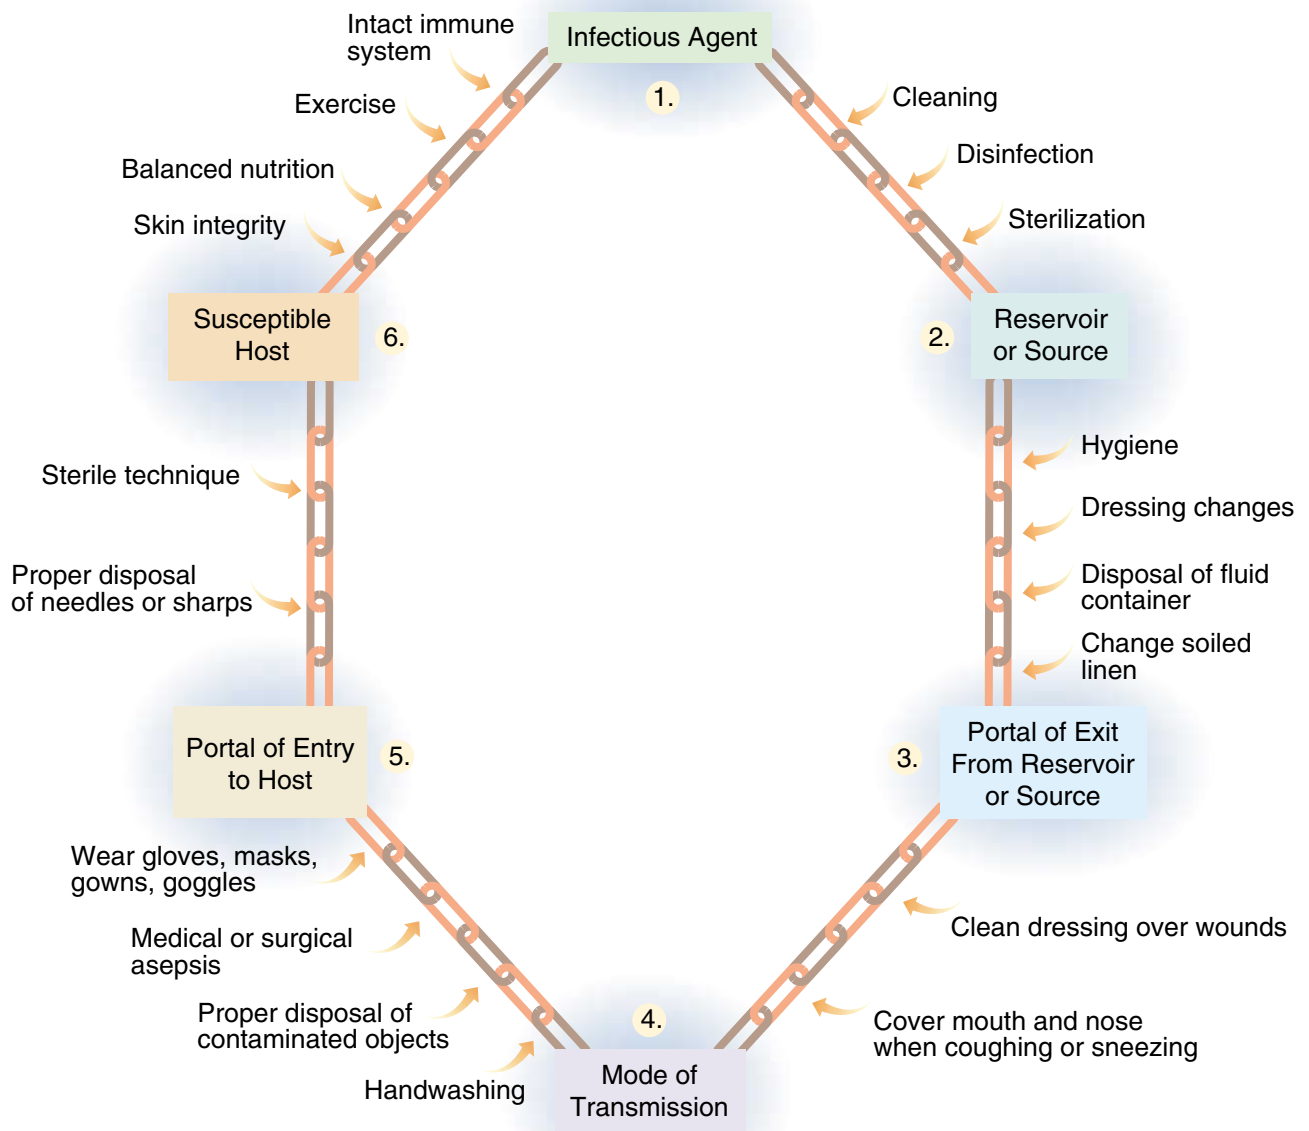 Infectious Agent
1.
Cleaning
Disinfection
Sterilization
Reservoir
or Source
2.
Hygiene
Dressing changes
Disposal of fluid
container
Change soiled
linen
Portal of Exit
From Reservoir
or Source
3.
Clean dressing over wounds
Cover mouth and nose
when coughing or sneezing
4.
Mode of
Transmission
Wear gloves, masks,
gowns, goggles
Medical or surgical
asepsis
Proper disposal of
contaminated objects
Handwashing
Portal of Entry
to Host
5.
Sterile technique
Proper disposal
of needles or sharps
Susceptible
Host
6.
Intact immune
system
Exercise
Balanced nutrition
Skin integrity